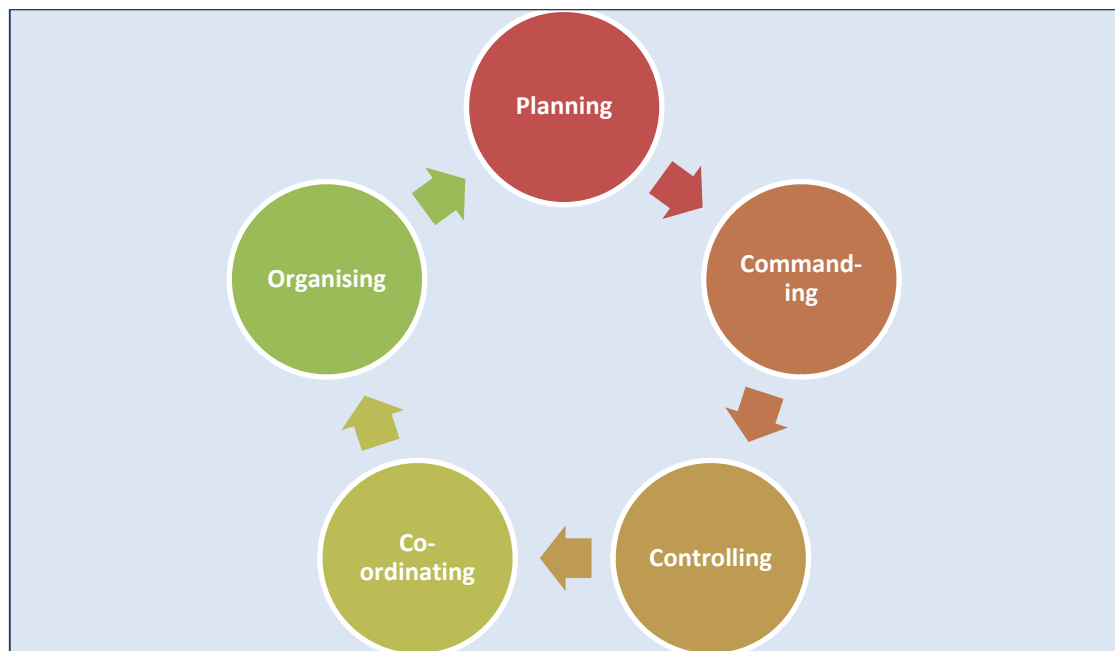 Planning
Command-
ing
Controlling
Co-
ordinating
Organising